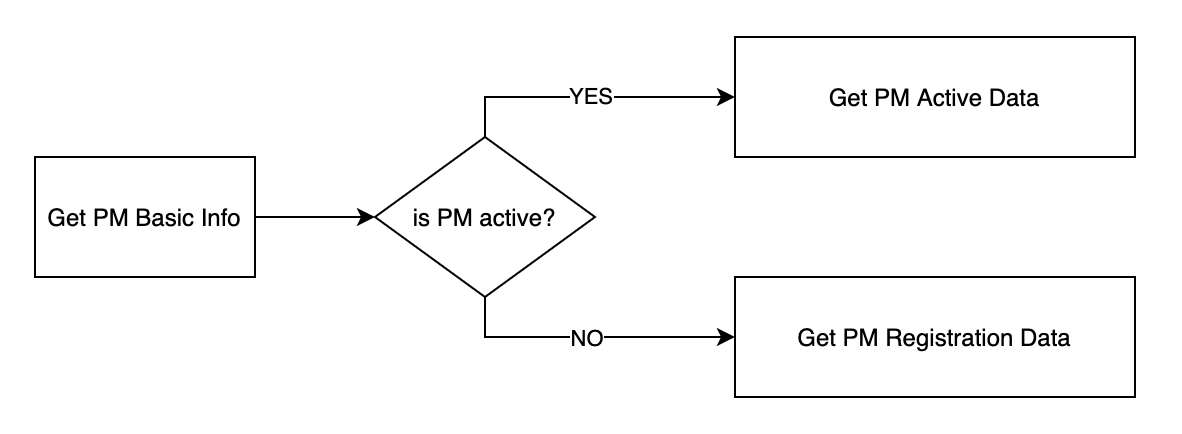 Get PM Basic Info
is PM active?
YES
Get PM Active Data
NO
Get PM Registration Data